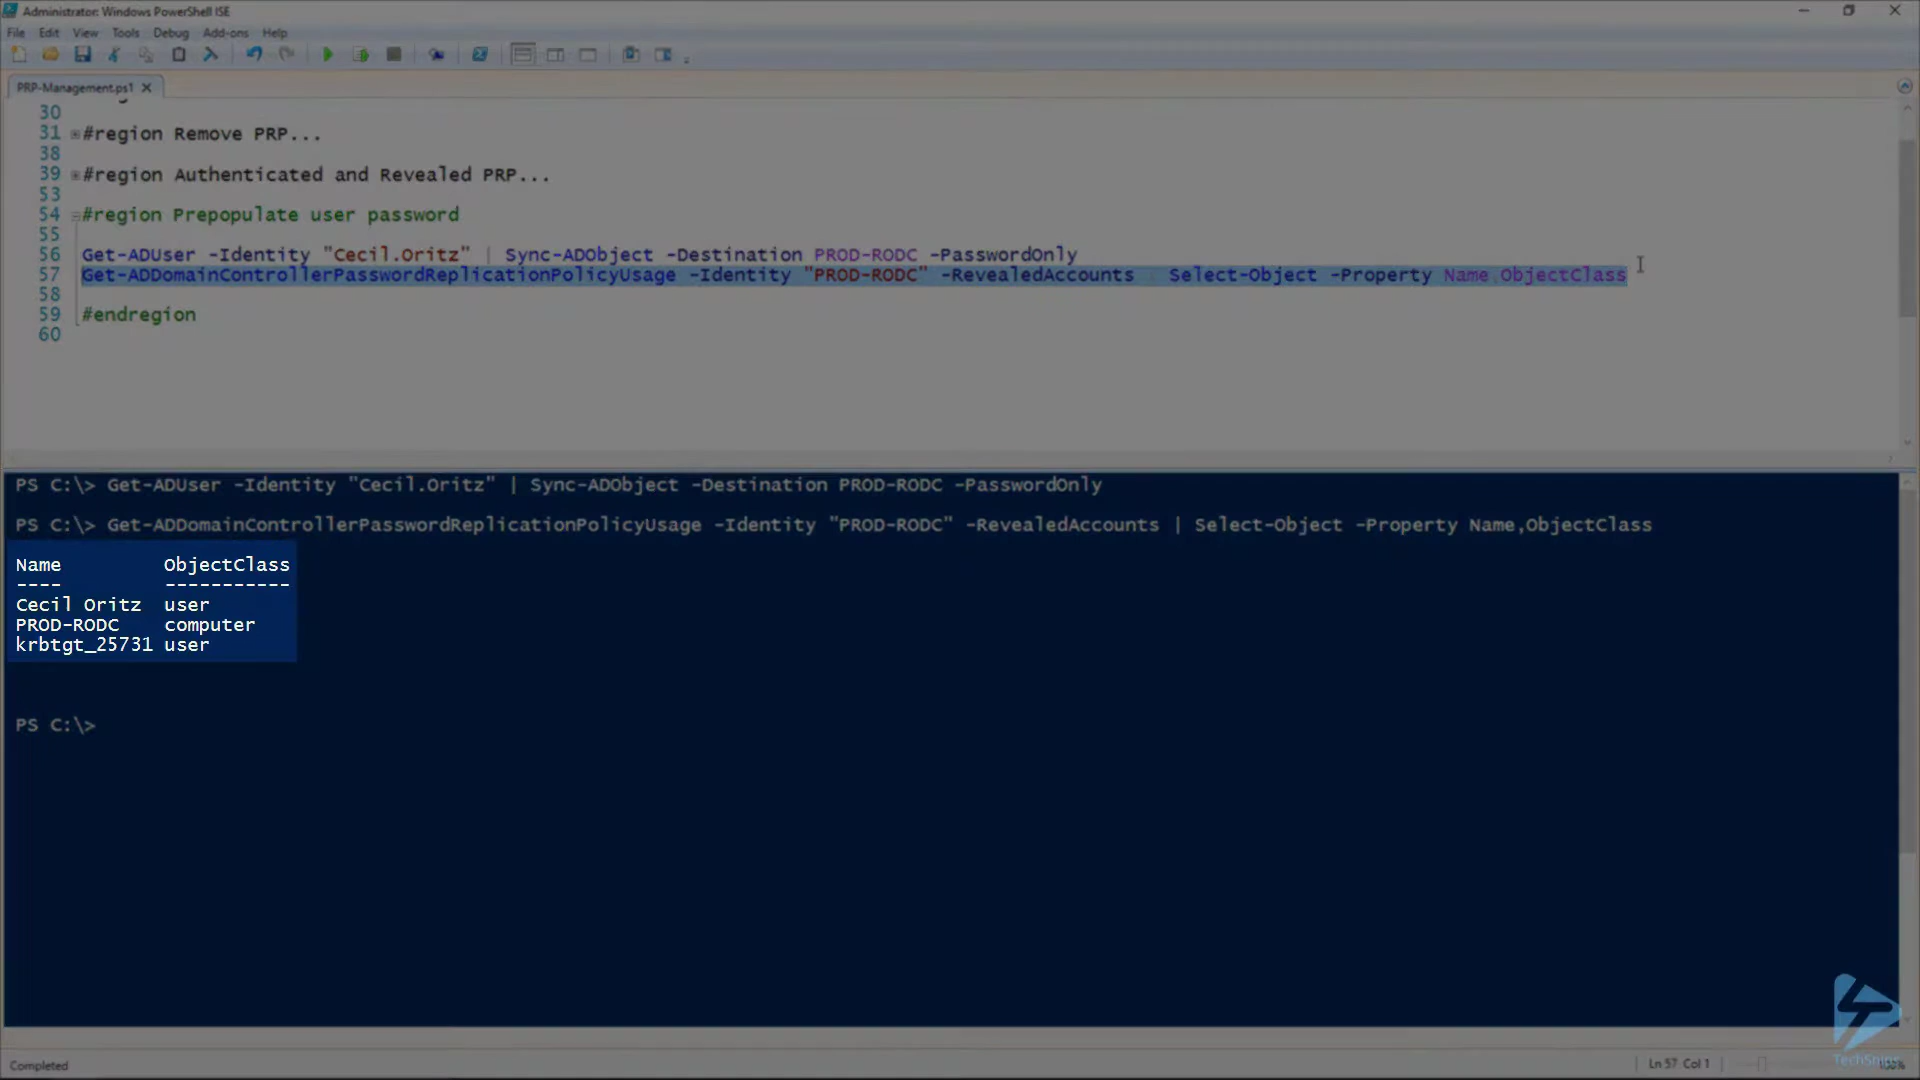 Administrator: Windows PowerShell ISE
File Edit View Tools Debug Add-ons Help
PRP-Management.ps1
30
31 #region Remove PRP...
38
39 #region Authenticated and Revealed PRP...
53
54 #region Prepopulate user password
55
56 Get-ADUser -Identity "Cecil.Oritz" | Sync-ADObject -Destination PROD-RODC -PasswordOnly
57 Get-ADDomainControllerPasswordReplicationPolicyUsage -Identity "PROD-RODC" -RevealedAccounts | Select-Object -Property Name,ObjectClass
58
59 #endregion
60
PS C:\> Get-ADUser -Identity "Cecil.Oritz" | Sync-ADObject -Destination PROD-RODC -PasswordOnly
PS C:\> Get-ADDomainControllerPasswordReplicationPolicyUsage -Identity "PROD-RODC" -RevealedAccounts | Select-Object -Property Name,ObjectClass
Name ObjectClass
---- -----------
Cecil Oritz user
PROD-RODC computer
krbtgt_25731 user
PS C:\>
Completed
Ln 57 Col 1
TechSnips